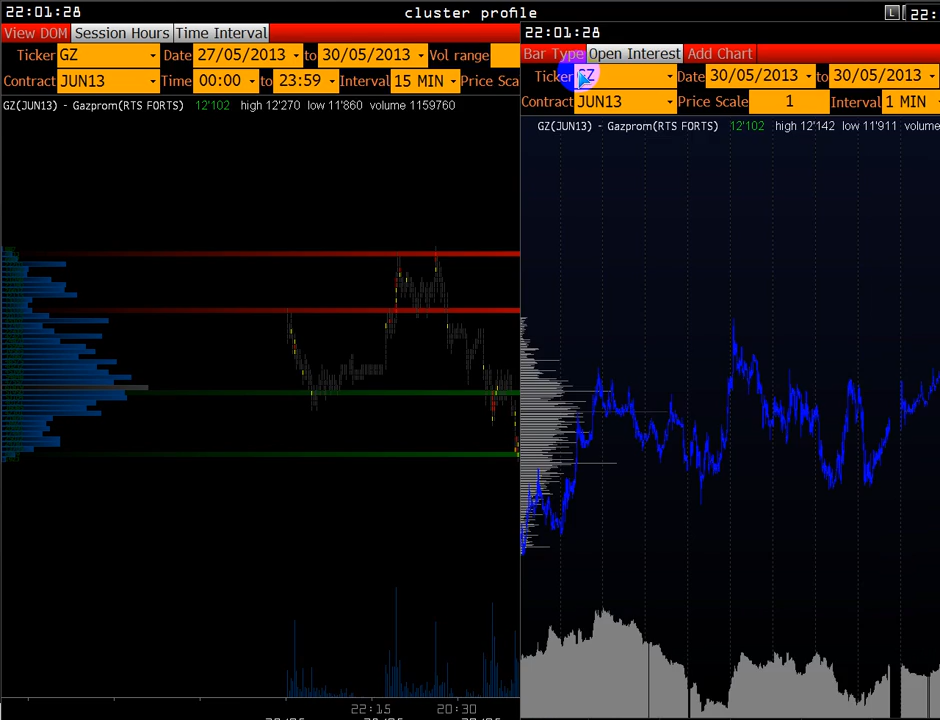 22:01:28
cluster profile
L
22:
View DOM Session Hours Time Interval
Ticker GZ Date 27/05/2013 to 30/05/2013 Vol range
Contract JUN13 Time 00:00 to 23:59 Interval 15 MIN Price Sca
GZ(JUN13) - Gazprom(RTS FORTS) 12'102 high 12'270 low 11'860 volume 1159760
22:15 20:30
22:01:28
Bar Type Open Interest Add Chart
Ticker GZ Date 30/05/2013 to 30/05/2013
Contract JUN13 Price Scale 1 Interval 1 MIN
GZ(JUN13) - Gazprom(RTS FORTS) 12'102 high 12'142 low 11'911 volume